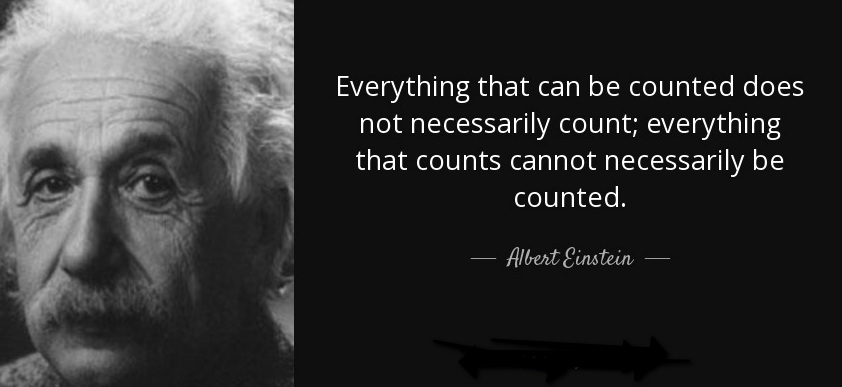 Everything that can be counted does
not necessarily count; everything
that counts cannot necessarily be
counted.
Albert Einstein